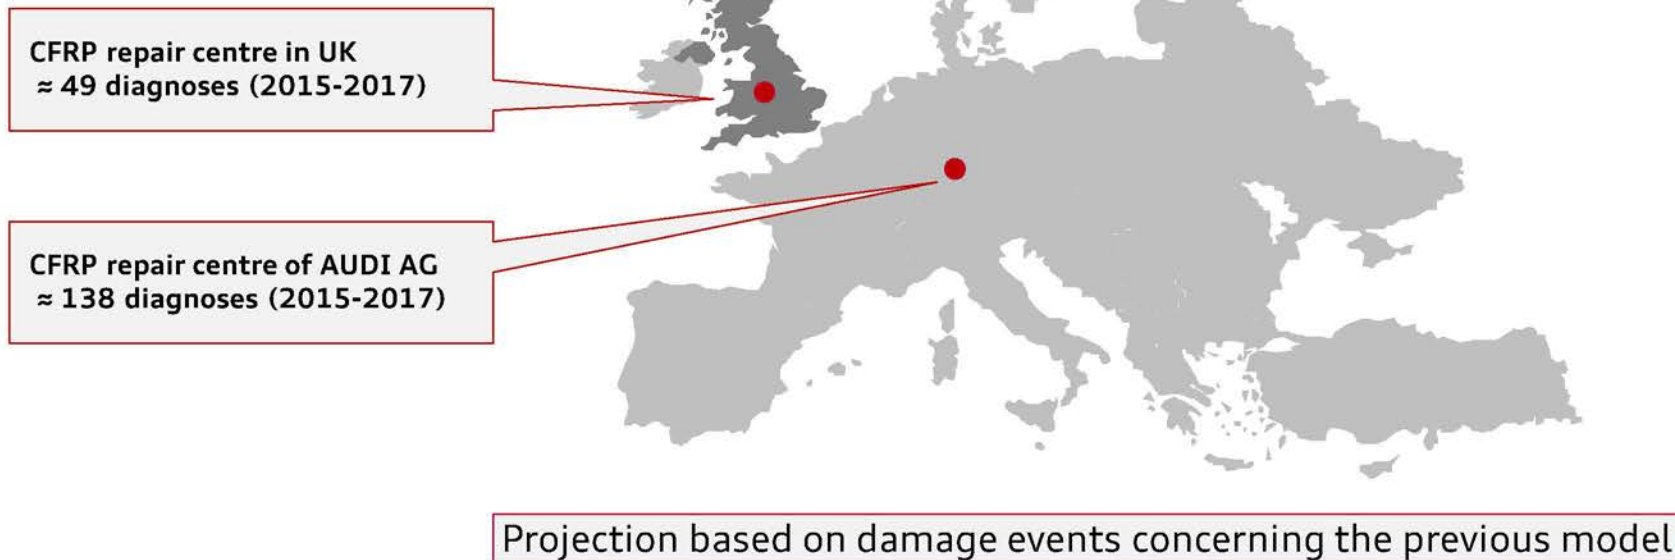 CFRP repair centre in UK
≈ 49 diagnoses (2015-2017)
CFRP repair centre of AUDI AG
≈ 138 diagnoses (2015-2017)
Projection based on damage events concerning the previous model